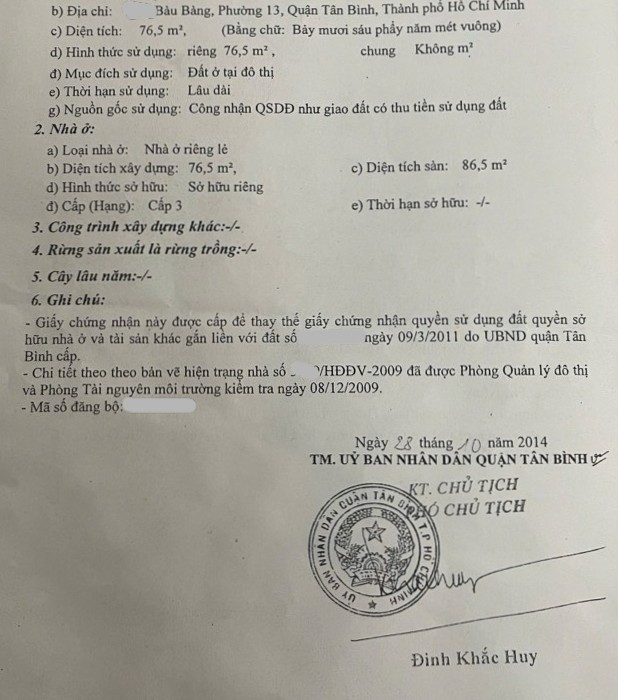 b) Địa chỉ: Bàu Bàng, Phường 13, Quận Tân Bình, Thành phố Hồ Chí Minh
c) Diện tích: 76,5 m², (Bằng chữ: Bảy mươi sáu phẩy năm mét vuông)
d) Hình thức sử dụng: riêng 76,5 m², chung Không m²
đ) Mục đích sử dụng: Đất ở tại đô thị
e) Thời hạn sử dụng: Lâu dài
g) Nguồn gốc sử dụng: Công nhận QSDĐ như giao đất có thu tiền sử dụng đất
2. Nhà ở:
a) Loại nhà ở: Nhà ở riêng lẻ
b) Diện tích xây dựng: 76,5 m², c) Diện tích sàn: 86,5 m²
d) Hình thức sở hữu: Sở hữu riêng
đ) Cấp (Hạng): Cấp 3 e) Thời hạn sở hữu: -/-
3. Công trình xây dựng khác:-/-
4. Rừng sản xuất là rừng trồng:-/-
5. Cây lâu năm:-/-
6. Ghi chú:
- Giấy chứng nhận này được cấp để thay thế giấy chứng nhận quyền sử dụng đất quyền sở
hữu nhà ở và tài sản khác gắn liền với đất số ngày 09/3/2011 do UBND quận Tân
Bình cấp.
- Chi tiết theo theo bản vẽ hiện trạng nhà số /HĐĐV-2009 đã được Phòng Quản lý đô thị
và Phòng Tài nguyên môi trường kiểm tra ngày 08/12/2009.
- Mã số đăng bộ:
Ngày 28 tháng 10 năm 2014
TM. UỶ BAN NHÂN DÂN QUẬN TÂN BÌNH
KT. CHỦ TỊCH
PHÓ CHỦ TỊCH
ỦY BAN NHÂN DÂN QUẬN TÂN BÌNH T.P HỒ CHÍ MINH
Đinh Khắc Huy